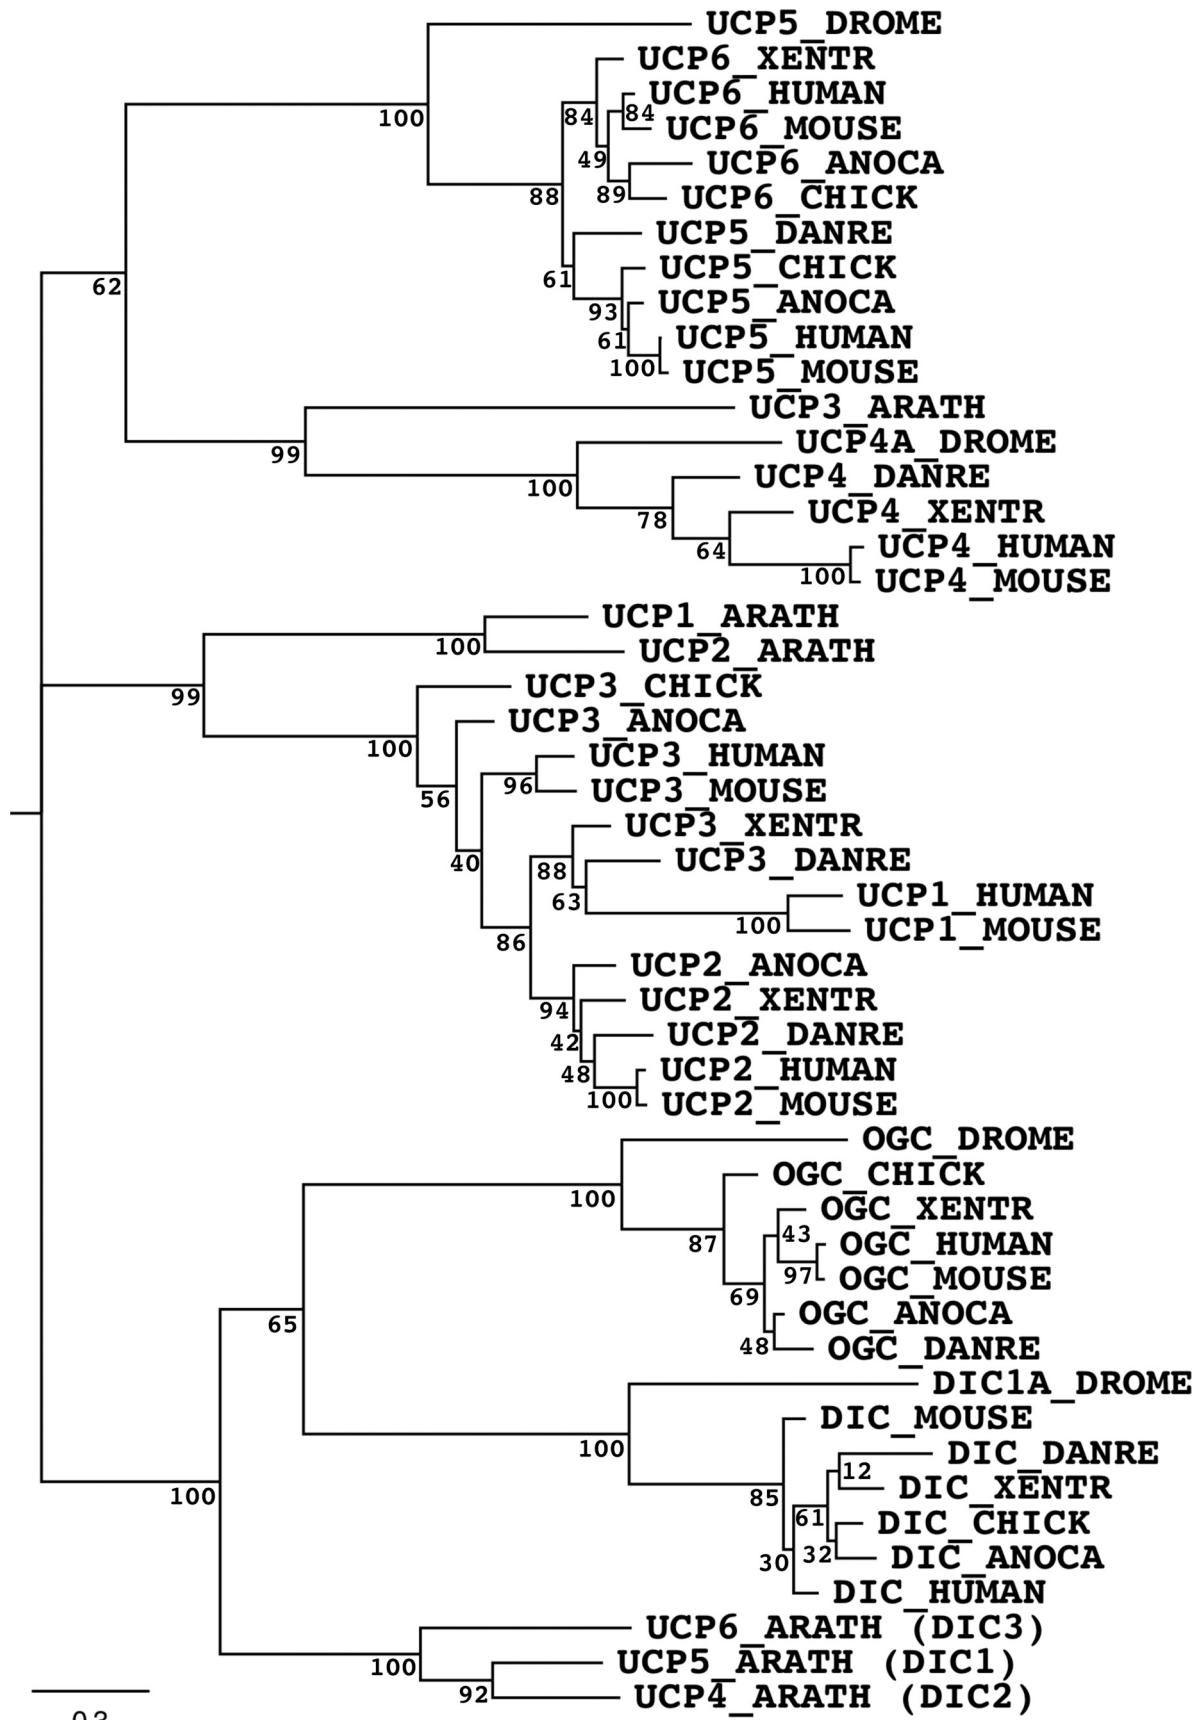 UCP5_DROME
UCP6_XENTR
UCP6_HUMAN
84
84
UCP6_MOUSE
100
49
UCP6_ANOCA
88
89
UCP6_CHICK
UCP5_DANRE
UCP5_CHICK
61
62
UCP5_ANOCA
93
UCP5_HUMAN
61
100
UCP5_MOUSE
UCP3_ARATH
UCP4A_DROME
99
UCP4_DANRE
100
UCP4_XENTR
78
UCP4_HUMAN
64
100
UCP4_MOUSE
UCP1_ARATH
100
UCP2_ARATH
UCP3_CHICK
99
UCP3_ANOCA
100
UCP3_HUMAN
96
UCP3_MOUSE
56
UCP3_XENTR
40
88
UCP3_DANRE
63
UCP1_HUMAN
100
UCP1_MOUSE
86
UCP2_ANOCA
UCP2_XENTR
94
UCP2_DANRE
42
UCP2_HUMAN
48
100
UCP2_MOUSE
OGC_DROME
OGC_CHICK
100
OGC_XENTR
43
OGC_HUMAN
87
97
OGC_MOUSE
69
OGC_ANOCA
65
48
OGC_DANRE
DIC1A_DROME
DIC_MOUSE
100
DIC_DANRE
12
DIC_XENTR
100
85
61
DIC_CHICK
32
DIC_ANOCA
30
DIC_HUMAN
UCP6_ARATH (DIC3)
100
UCP5_ARATH (DIC1)
92
UCP4_ARATH (DIC2)